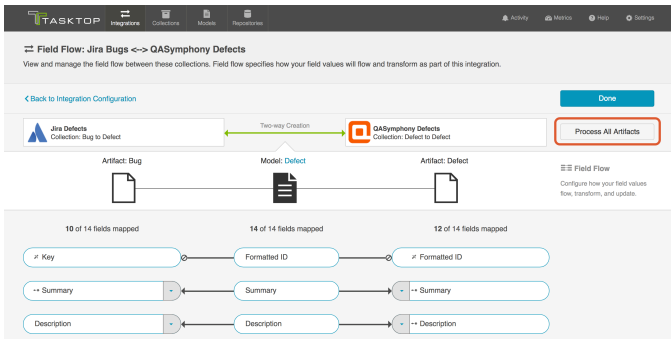 TASKTOP
Integrations
Collections
Models
Repositories
Activity
Metrics
Help
Settings
Field Flow: Jira Bugs <--> QASymphony Defects
View and manage the field flow between these collections. Field flow specifies how your field values will flow and transform as part of this integration.
Back to Integration Configuration
Done
Jira Defects
Collection: Bug to Defect
Two-way Creation
QASymphony Defects
Collection: Defect to Defect
Process All Artifacts
Artifact: Bug
Model: Defect
Artifact: Defect
Field Flow
Configure how your field values
flow, transform, and update.
10 of 14 fields mapped
14 of 14 fields mapped
12 of 14 fields mapped
Key
Formatted ID
Formatted ID
Summary
Summary
Summary
Description
Description
Description